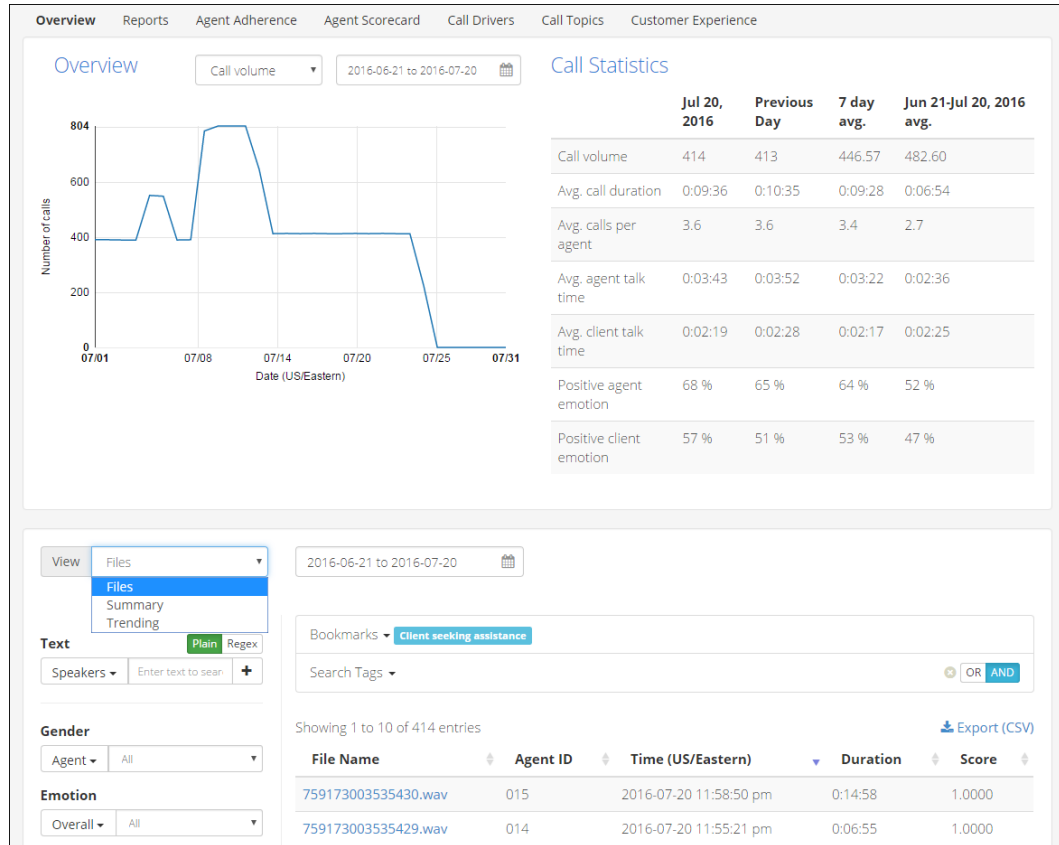 Overview Reports Agent Adherence Agent Scorecard Call Drivers Call Topics Customer Experience
Overview
Call volume
2016-06-21 to 2016-07-20
804
600
400
200
0
Number of calls
07/01 07/08 07/14 07/20 07/25 07/31
Date (US/Eastern)
Call Statistics
Jul 20, Previous 7 day Jun 21-Jul 20, 2016
2016 Day avg. avg.
Call volume 414 413 446.57 482.60
Avg. call duration 0:09:36 0:10:35 0:09:28 0:06:54
Avg. calls per 3.6 3.6 3.4 2.7
agent
Avg. agent talk 0:03:43 0:03:52 0:03:22 0:02:36
time
Avg. client talk 0:02:19 0:02:28 0:02:17 0:02:25
time
Positive agent 68 % 65 % 64 % 52 %
emotion
Positive client 57 % 51 % 53 % 47 %
emotion
View Files
Files
Summary
Trending
2016-06-21 to 2016-07-20
Text Plain Regex
Speakers Enter text to sear +
Gender
Agent All
Emotion
Overall All
Bookmarks Client seeking assistance
Search Tags OR AND
Showing 1 to 10 of 414 entries Export (CSV)
File Name Agent ID Time (US/Eastern) Duration Score
759173003535430.wav 015 2016-07-20 11:58:50 pm 0:14:58 1.0000
759173003535429.wav 014 2016-07-20 11:55:21 pm 0:06:55 1.0000